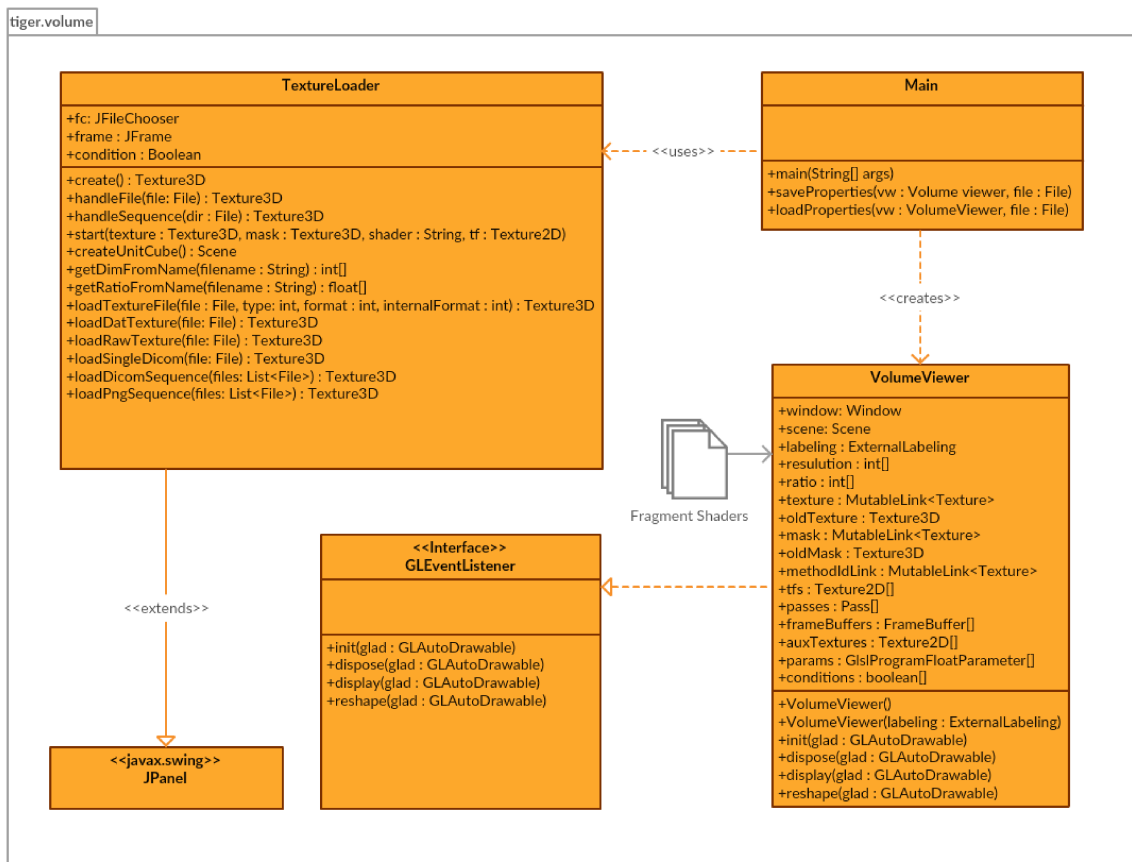 tiger.volume
TextureLoader
+fc: JFileChooser
+frame : JFrame
+condition : Boolean
+create() : Texture3D
+handleFile(file: File) : Texture3D
+handleSequence(dir : File) : Texture3D
+start(texture : Texture3D, mask : Texture3D, shader : String, tf : Texture2D)
+createUnitCube() : Scene
+getDimFromName(filename : String) : int[]
+getRatioFromName(filename : String) : float[]
+loadTextureFile(file : File, type: int, format : int, internalFormat : int) : Texture3D
+loadDatTexture(file: File) : Texture3D
+loadRawTexture(file: File) : Texture3D
+loadSingleDicom(file: File) : Texture3D
+loadDicomSequence(files: List<File>) : Texture3D
+loadPngSequence(files: List<File>) : Texture3D
<<uses>>
Main
+main(String[] args)
+saveProperties(vw : Volume viewer, file : File)
+loadProperties(vw : VolumeViewer, file : File)
<<creates>>
VolumeViewer
+window: Window
+scene: Scene
+labeling : ExternalLabeling
+resulution : int[]
+ratio : int[]
+texture : MutableLink<Texture>
+oldTexture : Texture3D
+mask : MutableLink<Texture>
+oldMask : Texture3D
+methodIdLink : MutableLink<Texture>
+tfs : Texture2D[]
+passes : Pass[]
+frameBuffers : FrameBuffer[]
+auxTextures : Texture2D[]
+params : GlslProgramFloatParameter[]
+conditions : boolean[]
+VolumeViewer()
+VolumeViewer(labeling : ExternalLabeling)
+init(glad : GLAutoDrawable)
+dispose(glad : GLAutoDrawable)
+display(glad : GLAutoDrawable)
+reshape(glad : GLAutoDrawable)
Fragment Shaders
<<Interface>>
GLEventListener
+init(glad : GLAutoDrawable)
+dispose(glad : GLAutoDrawable)
+display(glad : GLAutoDrawable)
+reshape(glad : GLAutoDrawable)
<<extends>>
<<javax.swing>>
JPanel